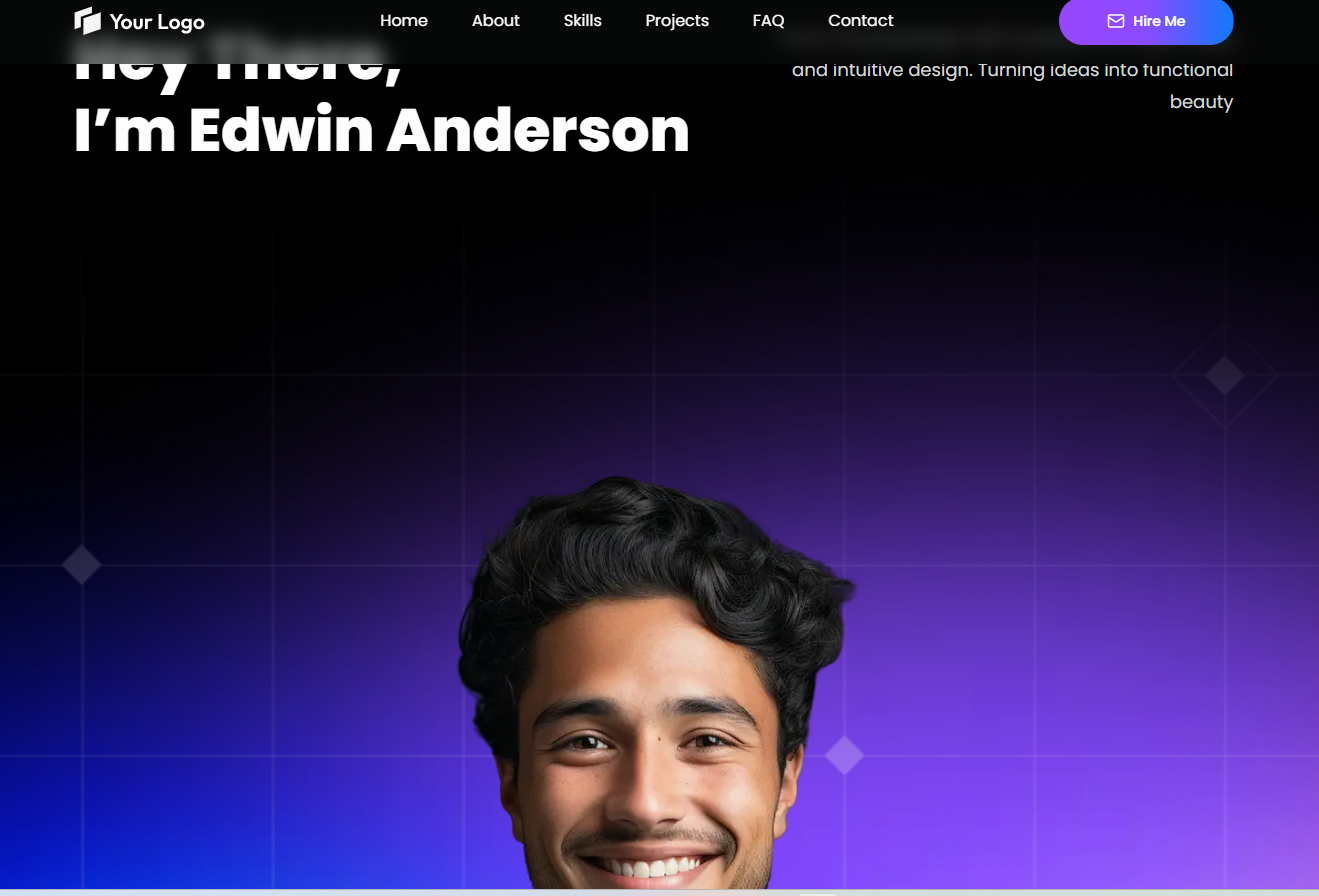 Your Logo
Home About Skills Projects FAQ Contact
Hire Me
Hey There,
I’m Edwin Anderson
and intuitive design. Turning ideas into functional
beauty